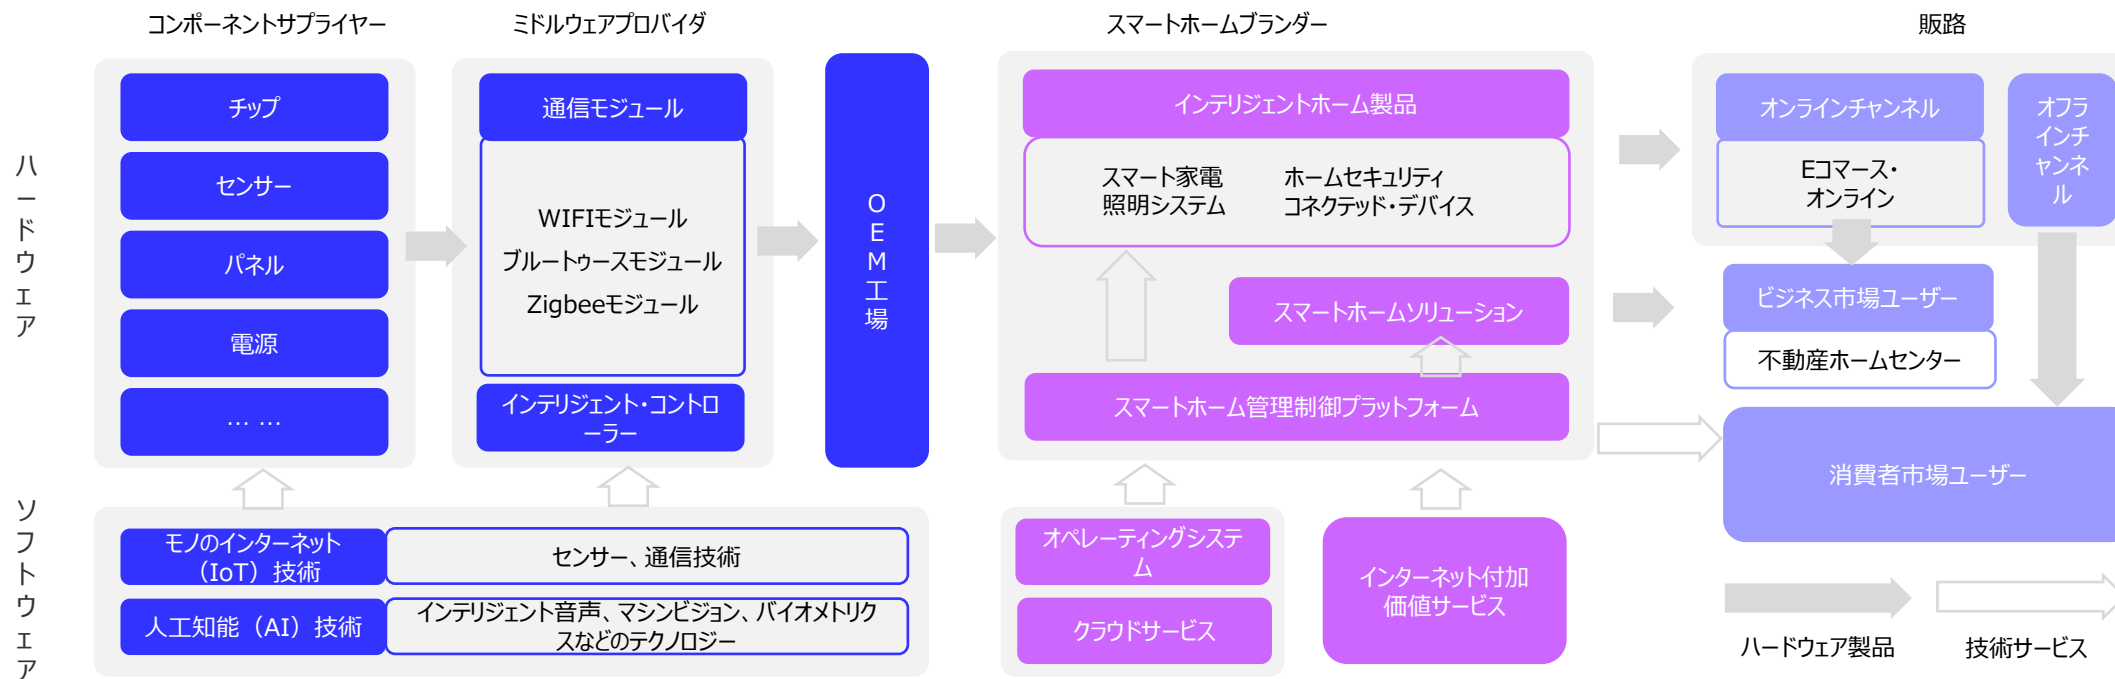 コンポーネントサプライヤー
ミドルウェアプロバイダ
スマートホームブランダー
販路
ハードウェア
チップ
センサー
パネル
電源
… …
通信モジュール
WIFIモジュール
ブルートゥースモジュール
Zigbeeモジュール
インテリジェント・コントロ
ーラー
OEM工場
インテリジェントホーム製品
スマート家電
照明システム
ホームセキュリティ
コネクテッド・デバイス
スマートホームソリューション
スマートホーム管理制御プラットフォーム
オンラインチャンネル
Eコマース・
オンライン
オフラ
インチ
ャンネ
ル
ビジネス市場ユーザー
不動産ホームセンター
消費者市場ユーザー
ソフトウェア
モノのインターネット
（IoT）技術
センサー、通信技術
人工知能（AI）技術
インテリジェント音声、マシンビジョン、バイオメトリク
スなどのテクノロジー
オペレーティングシステ
ム
クラウドサービス
インターネット付加
価値サービス
ハードウェア製品
技術サービス